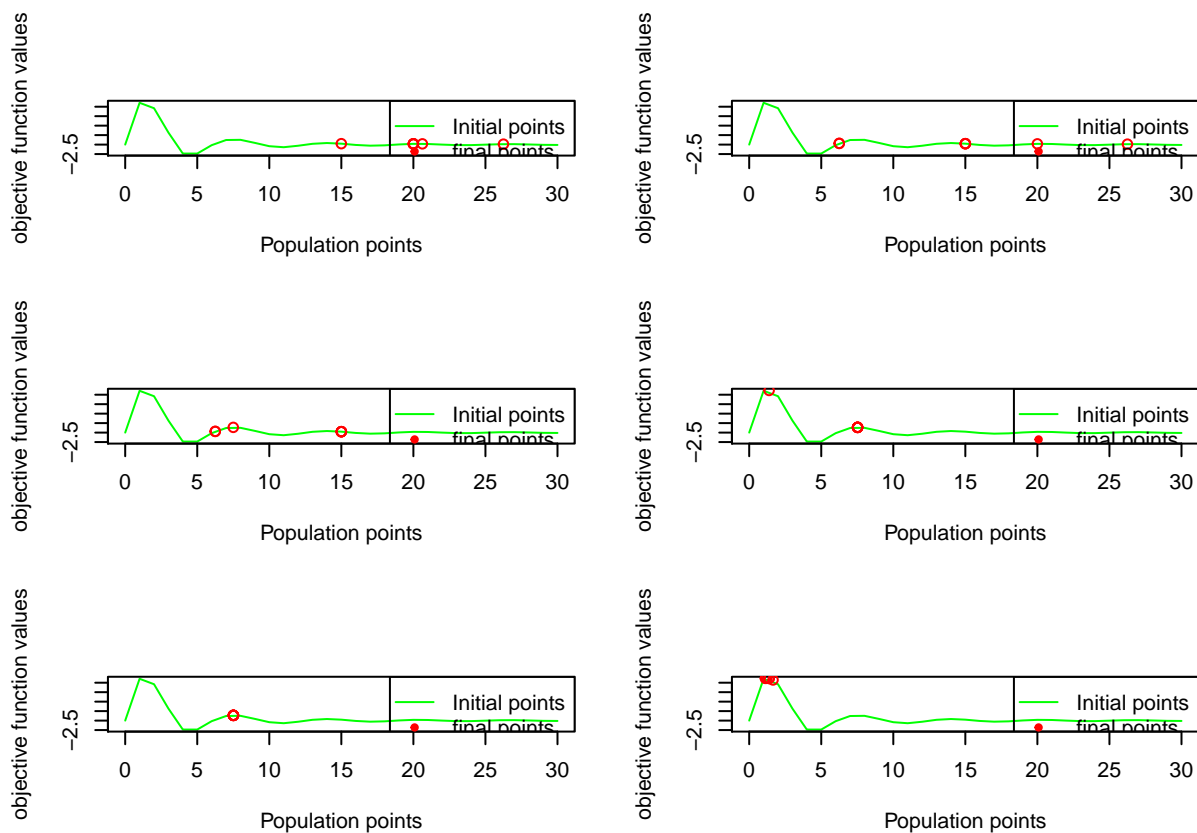 objective function values
-2.5
Initial points
final points
0 5 10 15 20 25 30
Population points
objective function values
-2.5
Initial points
final points
0 5 10 15 20 25 30
Population points
objective function values
-2.5
Initial points
final points
0 5 10 15 20 25 30
Population points
objective function values
-2.5
Initial points
final points
0 5 10 15 20 25 30
Population points
objective function values
-2.5
Initial points
final points
0 5 10 15 20 25 30
Population points
objective function values
-2.5
Initial points
final points
0 5 10 15 20 25 30
Population points